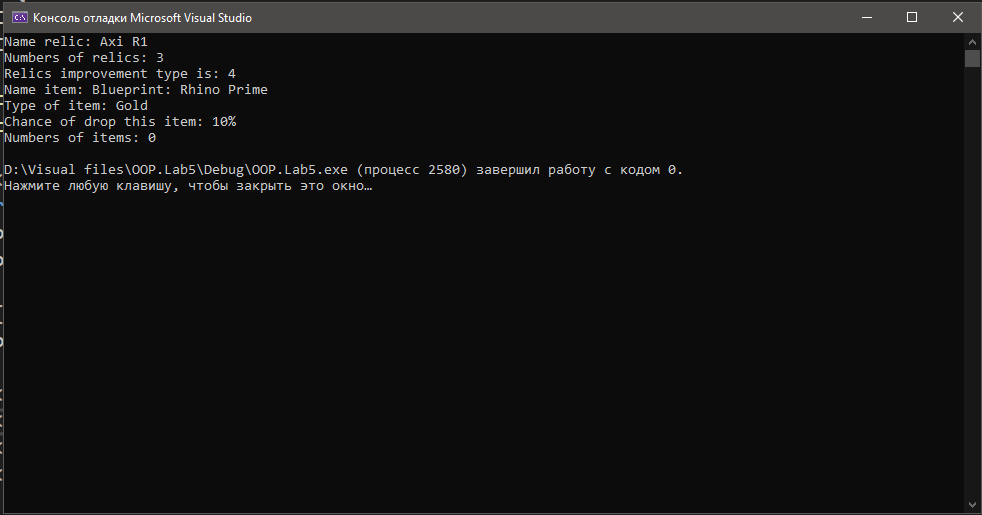 Консоль отладки Microsoft Visual Studio
Name relic: Axi R1
Numbers of relics: 3
Relics improvement type is: 4
Name item: Blueprint: Rhino Prime
Type of item: Gold
Chance of drop this item: 10%
Numbers of items: 0
D:\Visual files\OOP.Lab5\Debug\OOP.Lab5.exe (процесс 2580) завершил работу с кодом 0.
Нажмите любую клавишу, чтобы закрыть это окно…